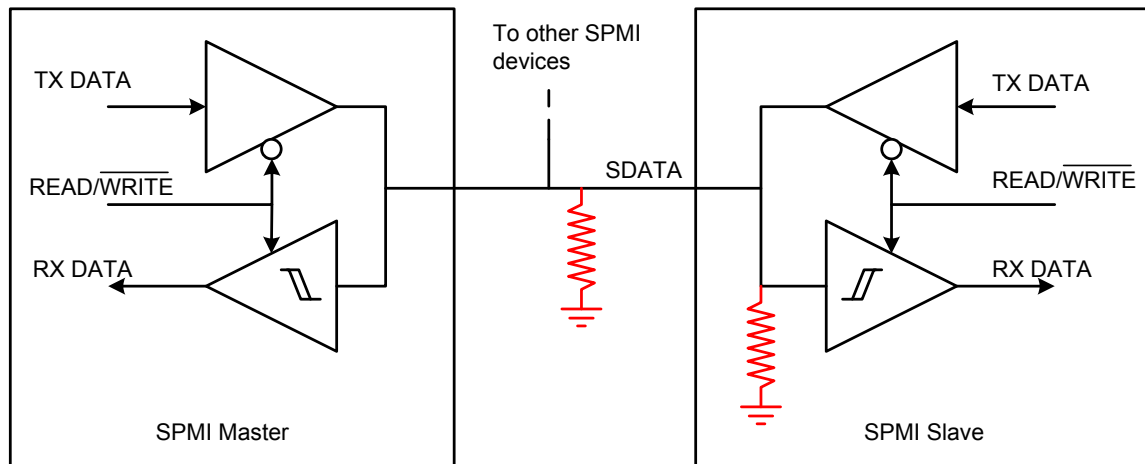 To other SPMI
devices
TX DATA
TX DATA
SDATA
READ/WRITE
READ/WRITE
RX DATA
RX DATA
SPMI Master
SPMI Slave